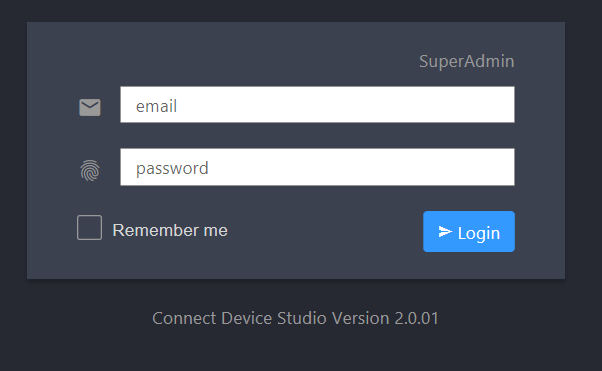 SuperAdmin
email
password
Remember me
Login
Connect Device Studio Version 2.0.01